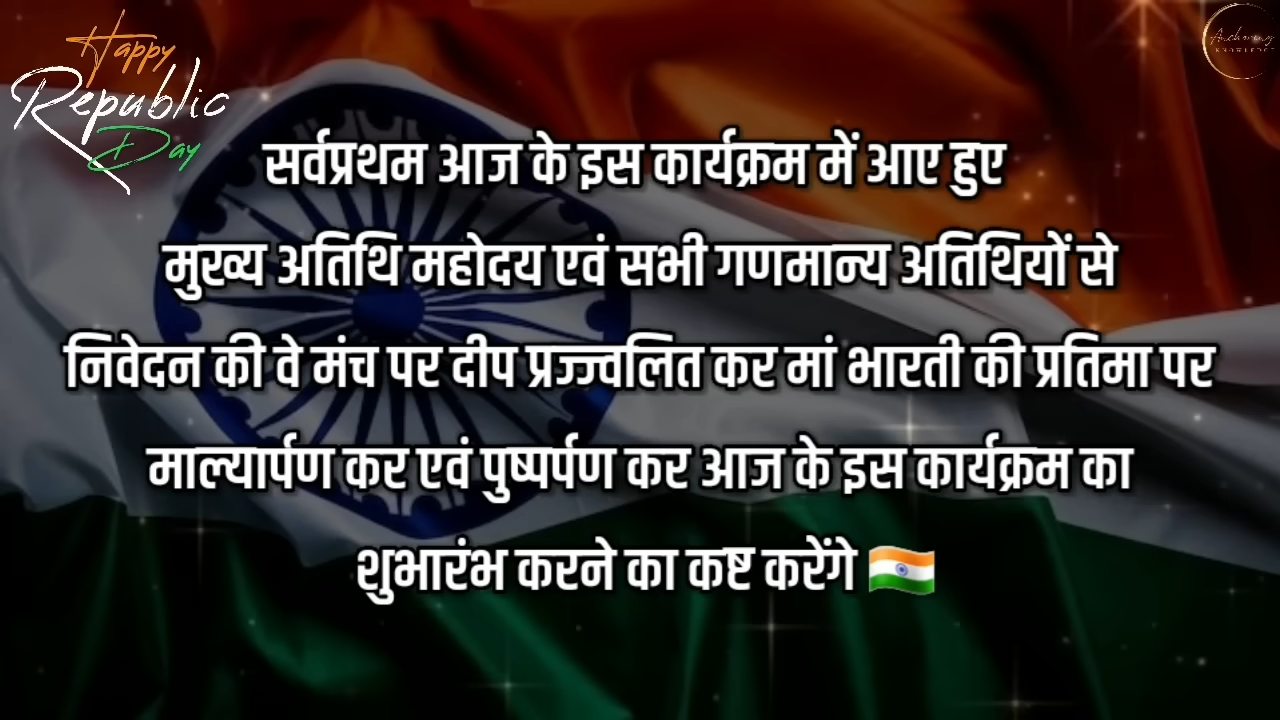 Happy
Republic
Day
Anchoring
KNOWLEDGE
सर्वप्रथम आज के इस कार्यक्रम में आए हुए
मुख्य अतिथि महोदय एवं सभी गणमान्य अतिथियों से
निवेदन की वे मंच पर दीप प्रज्ज्वलित कर मां भारती की प्रतिमा पर
माल्यार्पण कर एवं पुष्पर्पण कर आज के इस कार्यक्रम का
शुभारंभ करने का कष्ट करेंगे 🇮🇳